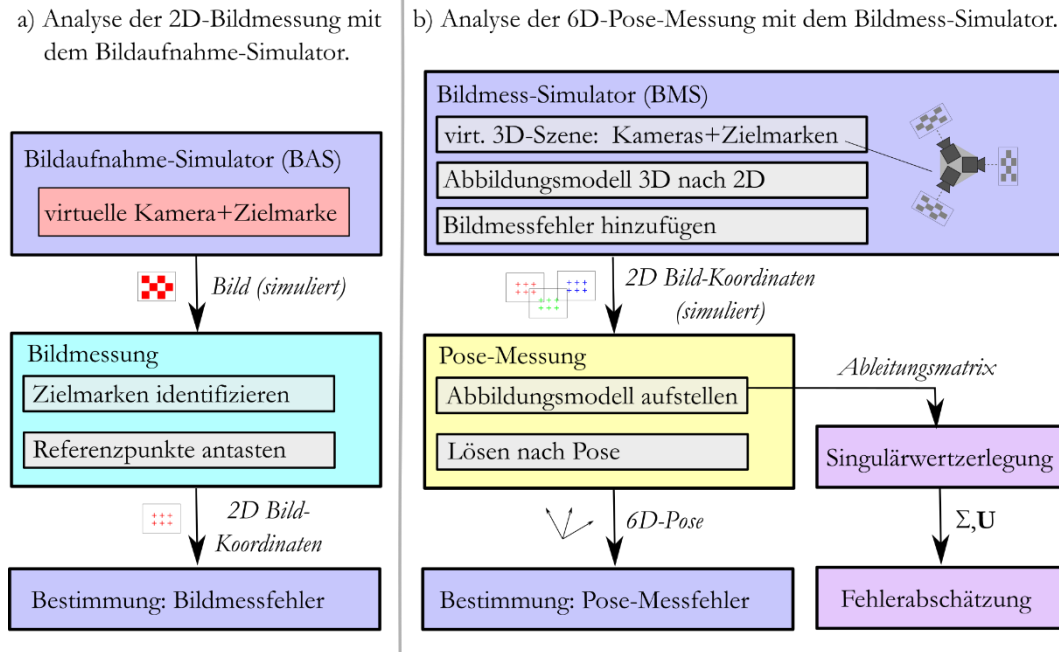 a) Analyse der 2D-Bildmessung mit
dem Bildaufnahme-Simulator.
Bildaufnahme-Simulator (BAS)
virtuelle Kamera+Zielmarke
Bild (simuliert)
Bildmessung
Zielmarken identifizieren
Referenzpunkte antasten
2D Bild-
Koordinaten
Bestimmung: Bildmessfehler
b) Analyse der 6D-Pose-Messung mit dem Bildmess-Simulator.
Bildmess-Simulator (BMS)
virt. 3D-Szene: Kameras+Zielmarken
Abbildungsmodell 3D nach 2D
Bildmessfehler hinzufügen
2D Bild-Koordinaten
(simuliert)
Pose-Messung
Abbildungsmodell aufstellen
Lösen nach Pose
Ableitungsmatrix
Singulärwertzerlegung
6D-Pose
Σ,U
Bestimmung: Pose-Messfehler
Fehlerabschätzung